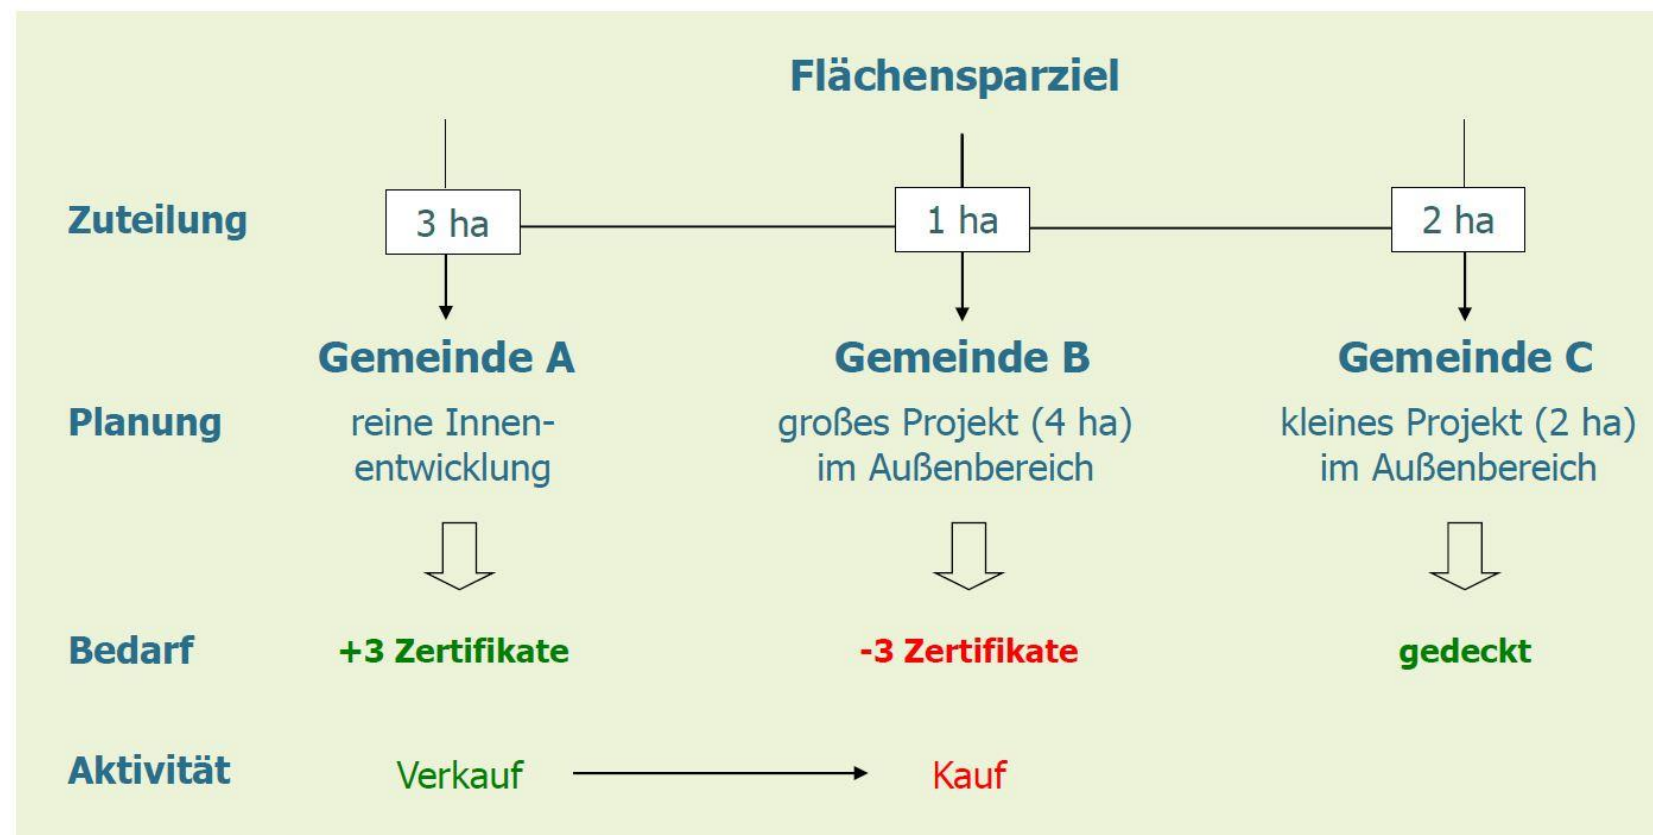 Flächensparziel
Zuteilung 3 ha 1 ha 2 ha
Gemeinde A Gemeinde B Gemeinde C
Planung reine Innen- großes Projekt (4 ha) kleines Projekt (2 ha)
entwicklung im Außenbereich im Außenbereich
Bedarf +3 Zertifikate -3 Zertifikate gedeckt
Aktivität Verkauf Kauf